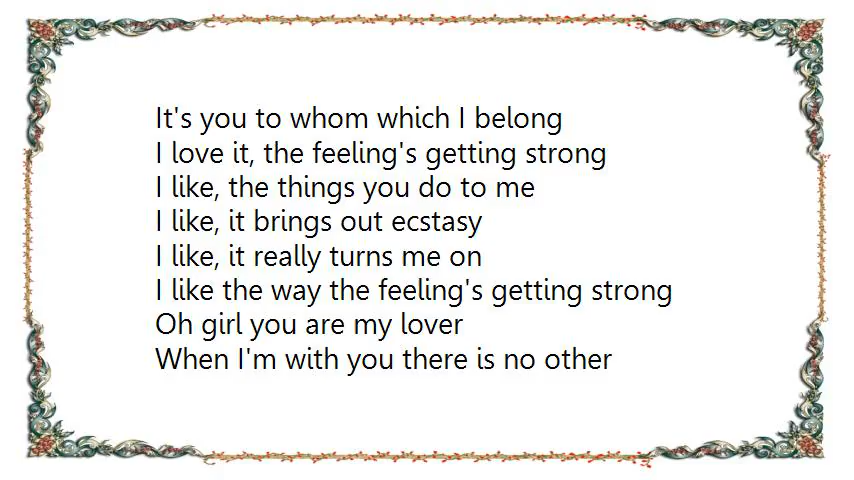 It's you to whom which I belong
I love it, the feeling's getting strong
I like, the things you do to me
I like, it brings out ecstasy
I like, it really turns me on
I like the way the feeling's getting strong
Oh girl you are my lover
When I'm with you there is no other